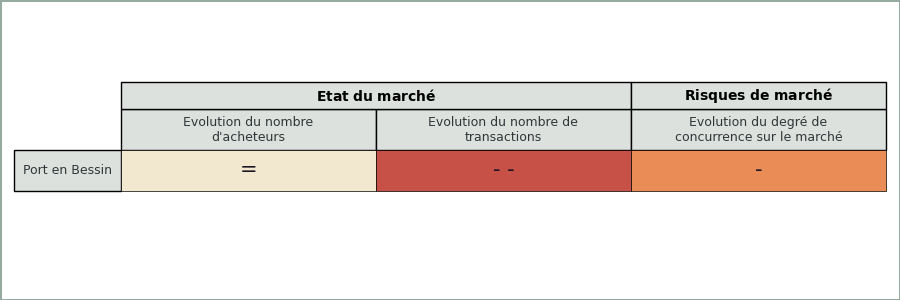 Etat du marché
Risques de marché
Evolution du nombre
d'acheteurs
Evolution du nombre de
transactions
Evolution du degré de
concurrence sur le marché
Port en Bessin
=
- -
-